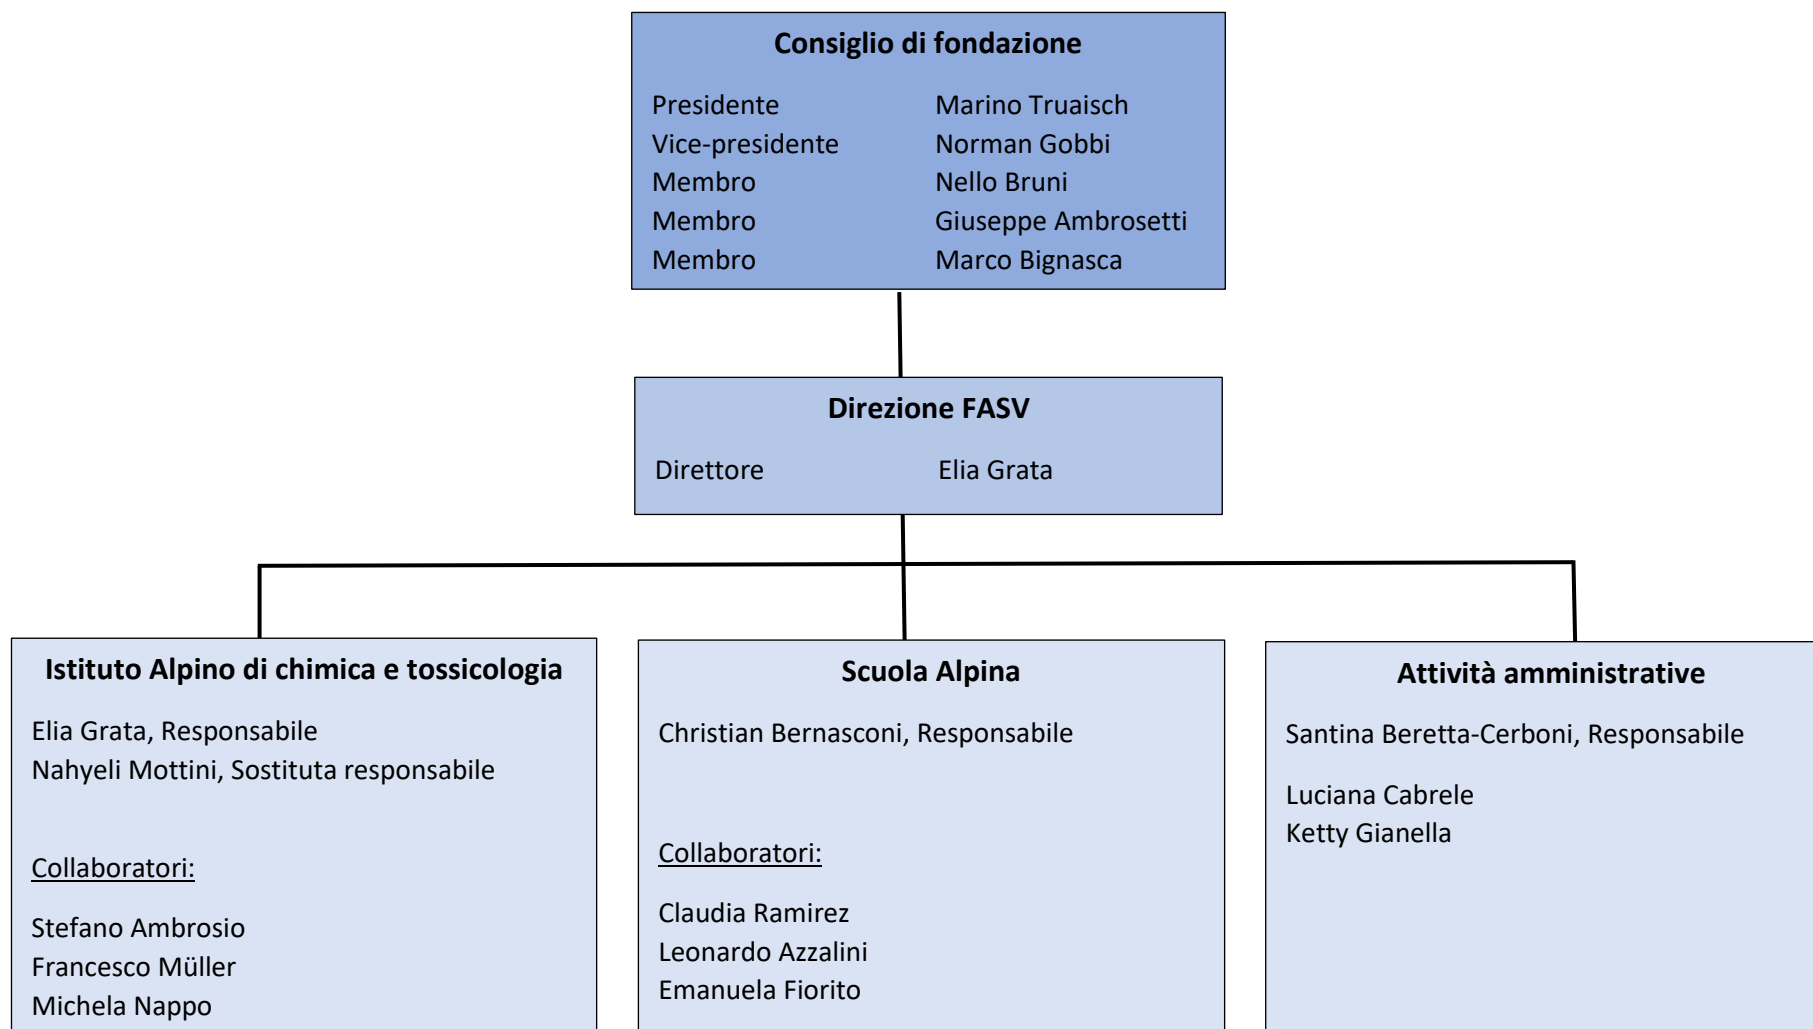 Consiglio di fondazione
Presidente Marino Truaisch
Vice-presidente Norman Gobbi
Membro Nello Bruni
Membro Giuseppe Ambrosetti
Membro Marco Bignasca
Direzione FASV
Direttore Elia Grata
Istituto Alpino di chimica e tossicologia
Elia Grata, Responsabile
Nahyeli Mottini, Sostituta responsabile
Collaboratori:
Stefano Ambrosio
Francesco Müller
Michela Nappo
Scuola Alpina
Christian Bernasconi, Responsabile
Collaboratori:
Claudia Ramirez
Leonardo Azzalini
Emanuela Fiorito
Attività amministrative
Santina Beretta-Cerboni, Responsabile
Luciana Cabrele
Ketty Gianella